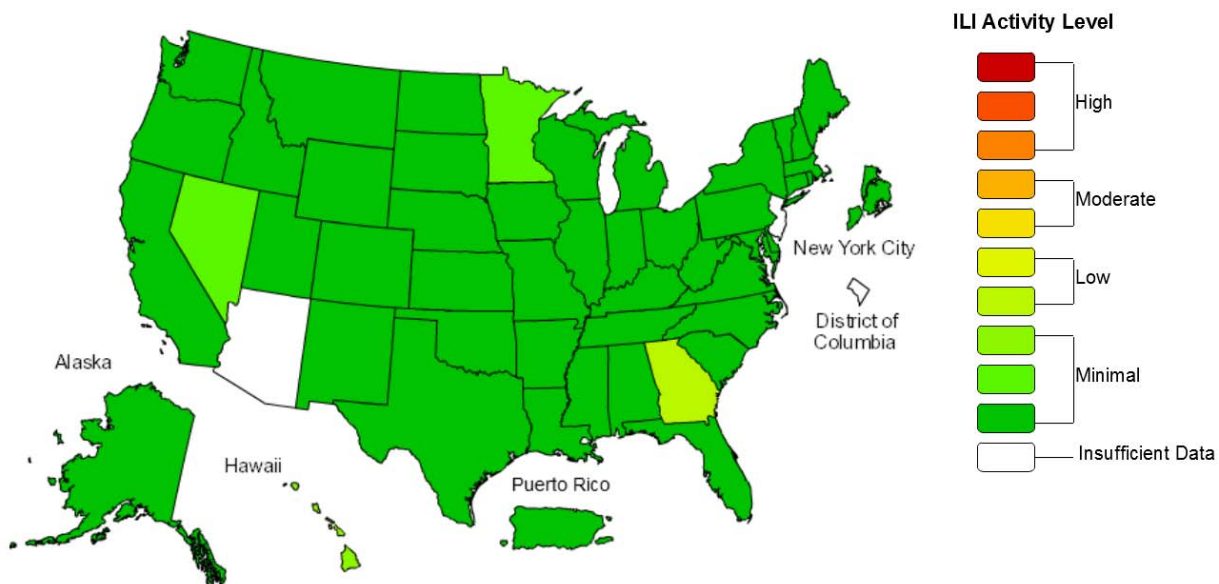 ILI Activity Level
High
Moderate
Low
Minimal
Insufficient Data
New York City
District of
Columbia
Alaska
Hawaii
Puerto Rico